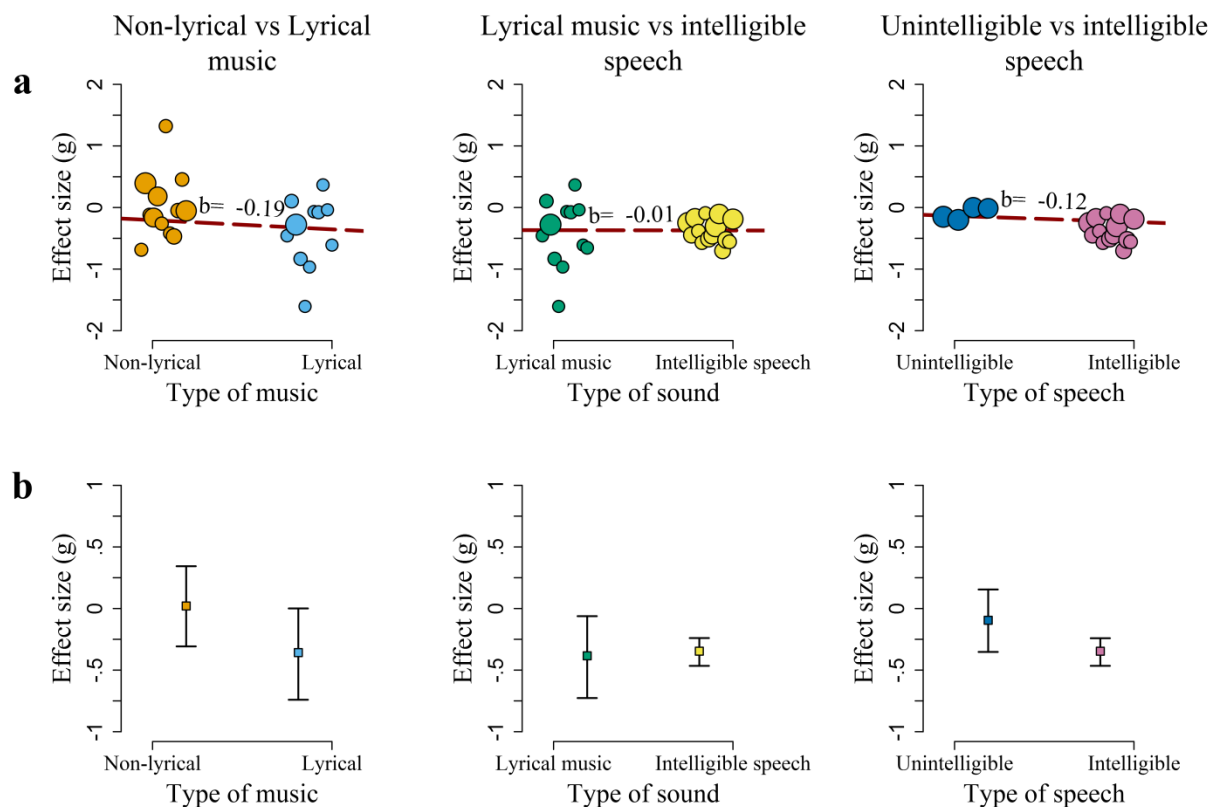 Non-lyrical vs Lyrical
music
Lyrical music vs intelligible
speech
Unintelligible vs intelligible
speech
a
Effect size (g)
2
1
0
-1
-2
b= -0.19
Non-lyrical
Lyrical
Type of music
Effect size (g)
2
1
0
-1
-2
b= -0.01
Lyrical music
Intelligible speech
Type of sound
Effect size (g)
2
1
0
-1
-2
b= -0.12
Unintelligible
Intelligible
Type of speech
b
Effect size (g)
1
.5
0
-.5
-1
Non-lyrical
Lyrical
Type of music
Effect size (g)
1
.5
0
-.5
-1
Lyrical music
Intelligible speech
Type of sound
Effect size (g)
1
.5
0
-.5
-1
Unintelligible
Intelligible
Type of speech